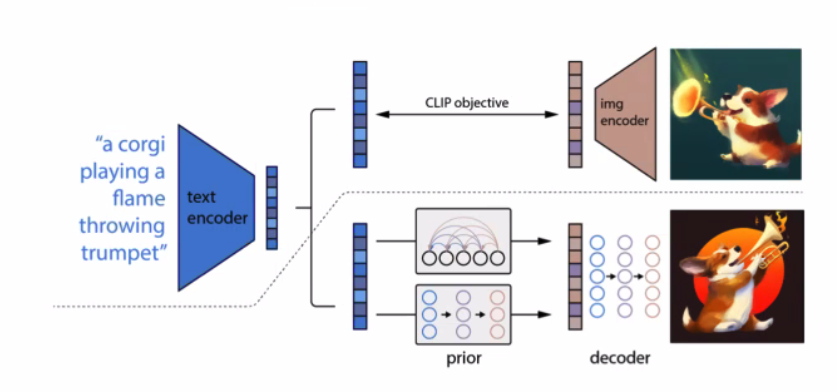 “a corgi
playing a
flame
throwing
trumpet”
text
encoder
CLIP objective
img
encoder
prior
decoder